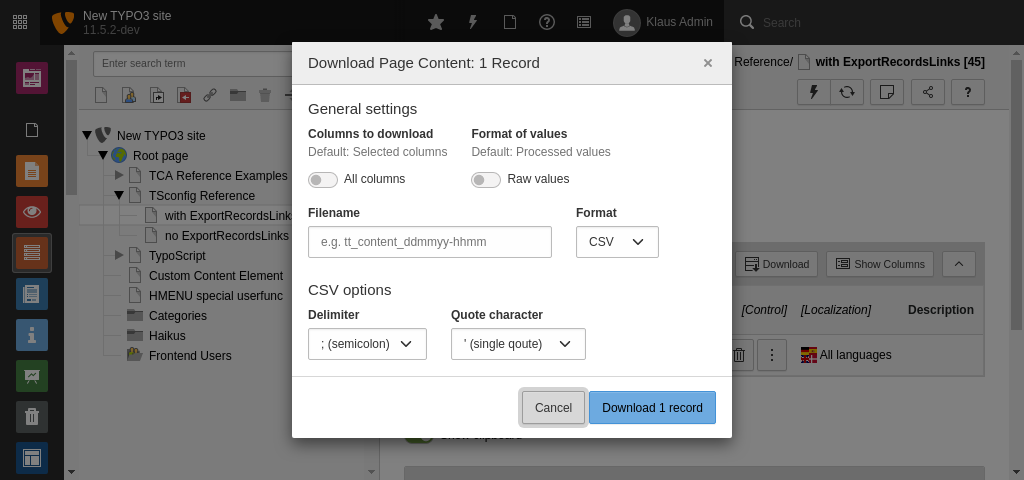 New TYPO3 site
11.5.2-dev
Klaus Admin
Search
Enter search term
New TYPO3 site
Root page
TCA Reference Examples
TSconfig Reference
with ExportRecordsLinks
no ExportRecordsLinks
TypoScript
Custom Content Element
HMENU special userfunc
Categories
Haikus
Frontend Users
Reference/ with ExportRecordsLinks [45]
?
Download
Show Columns
[Control] [Localization] Description
All languages
Show clipboard
Download Page Content: 1 Record ×
General settings
Columns to download
Default: Selected columns
All columns
Format of values
Default: Processed values
Raw values
Filename
e.g. tt_content_ddmmyy-hhmm
Format
CSV
CSV options
Delimiter
; (semicolon)
Quote character
' (single qoute)
Cancel
Download 1 record